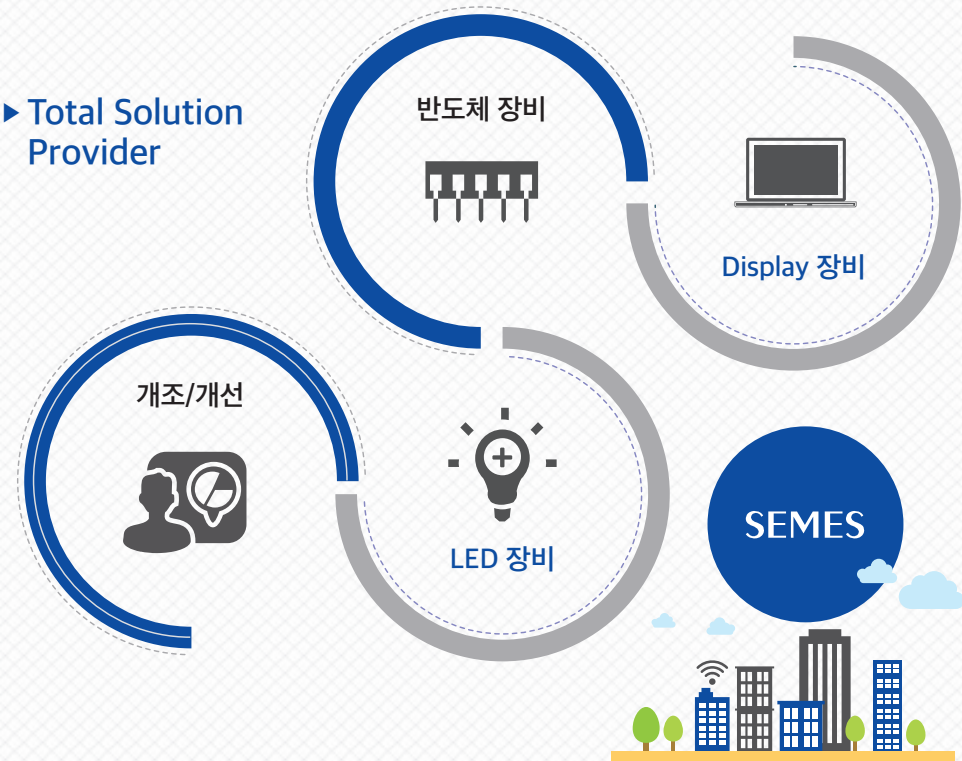 ▶ Total Solution
Provider
반도체 장비
Display 장비
개조/개선
LED 장비
SEMES